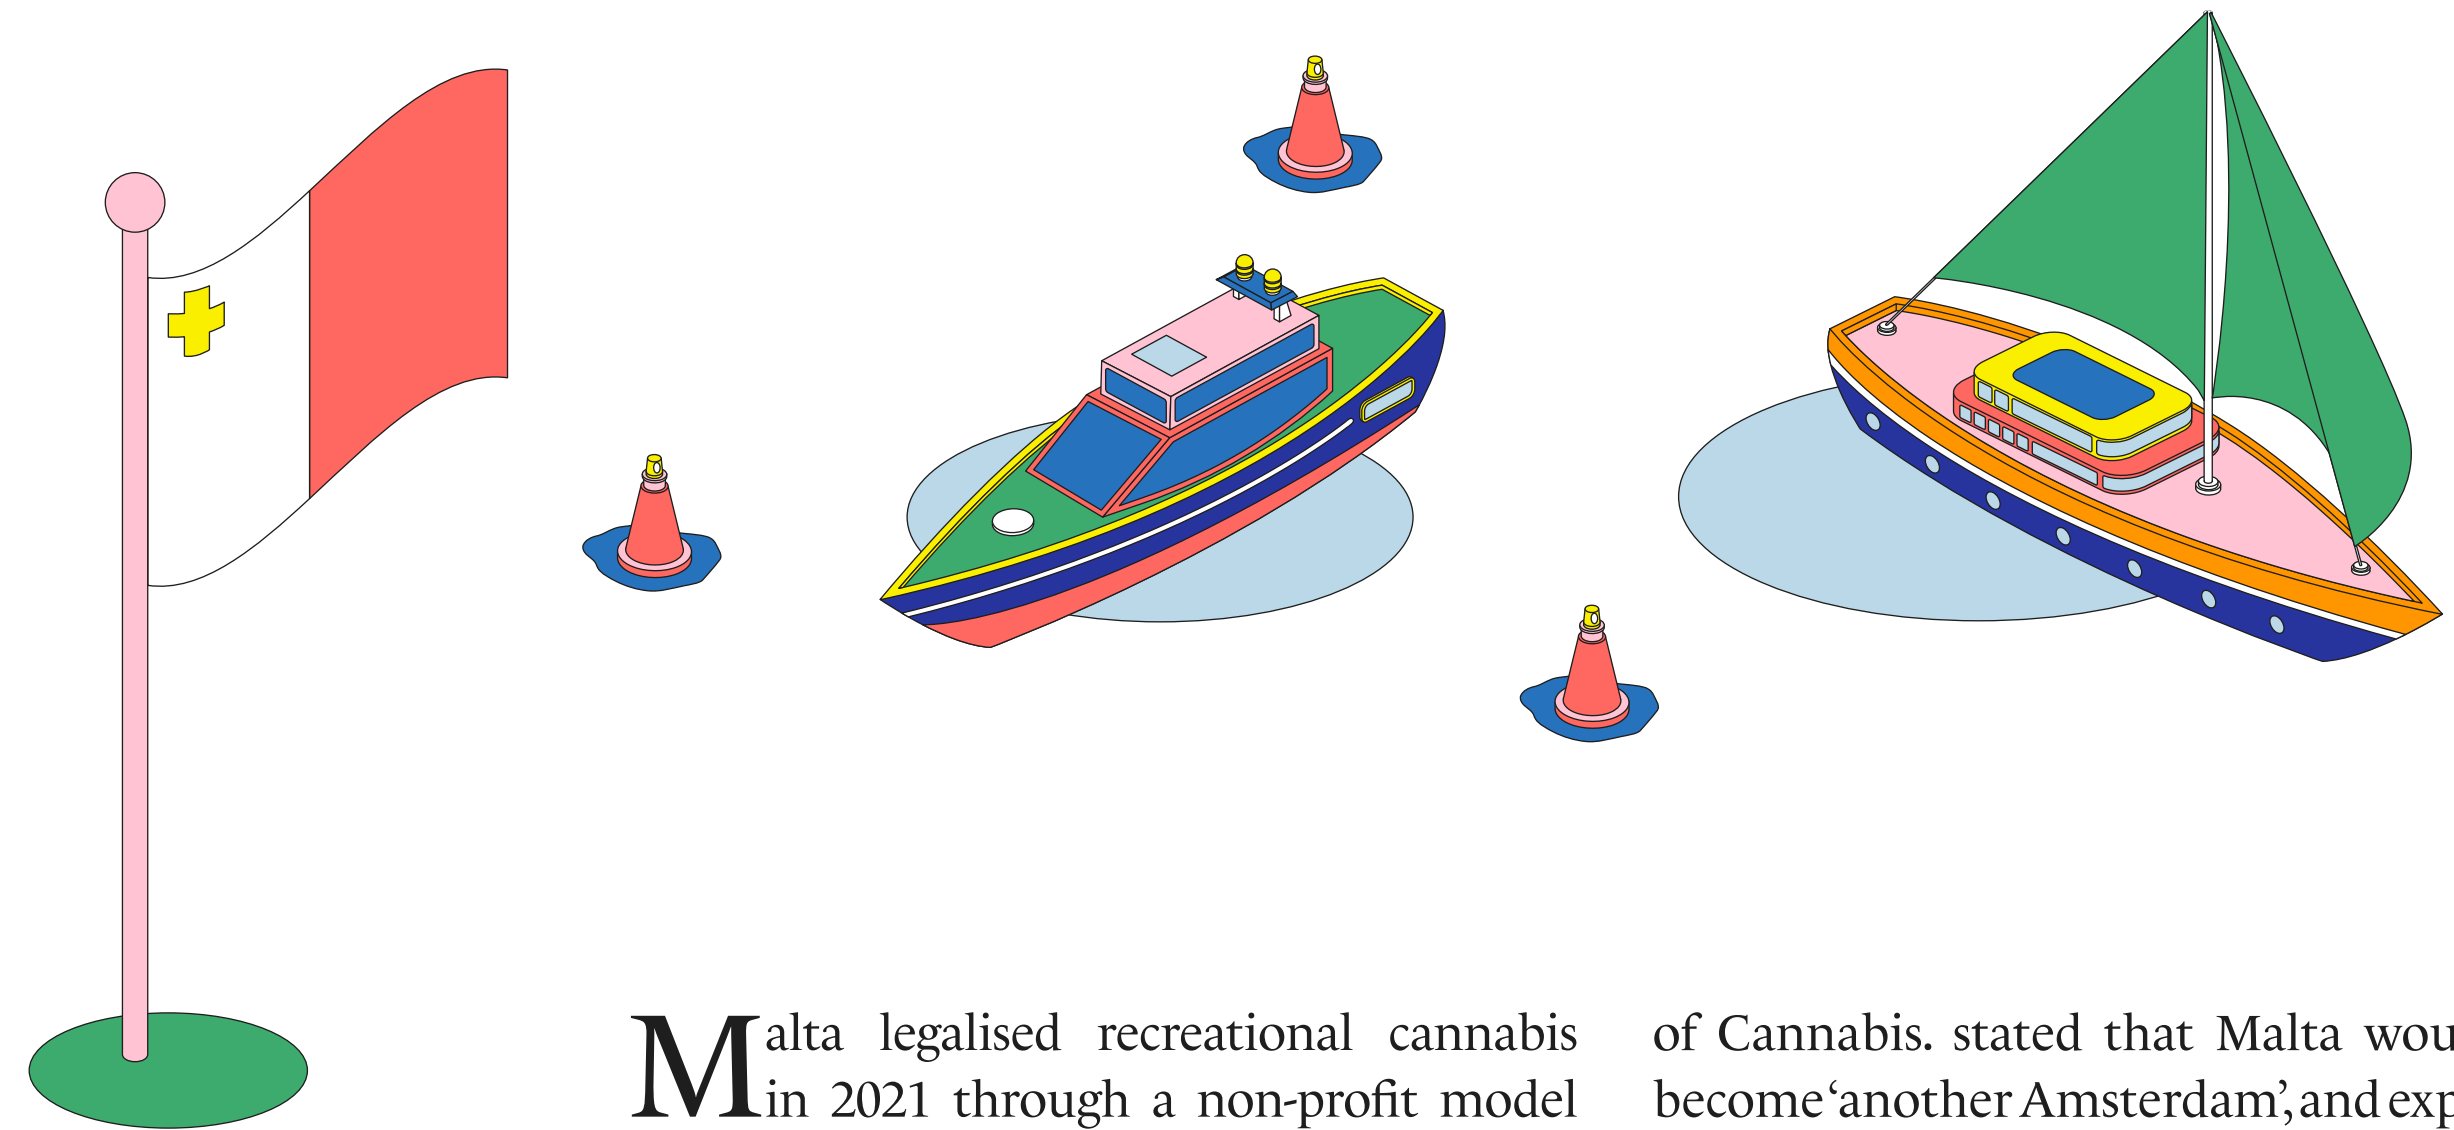 Malta legalised recreational cannabis
in 2021 through a non-profit model
of Cannabis. stated that Malta
become ‘another Amsterdam’, and